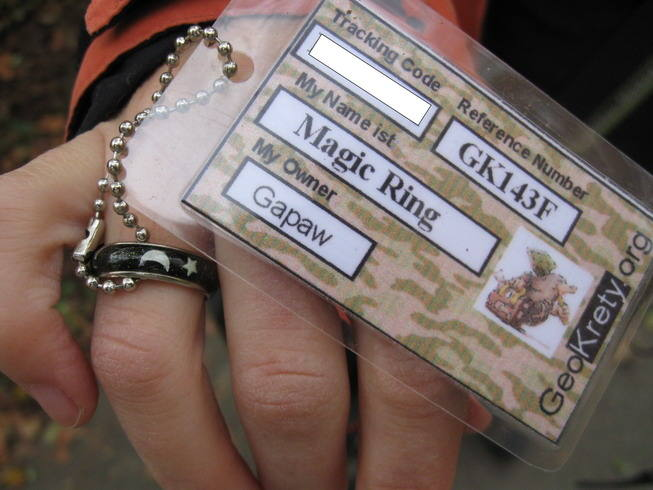 Tracking Code
Reference Number
GK143F
My Name ist
Magic Ring
My Owner
Gapaw
GeoKrety.org